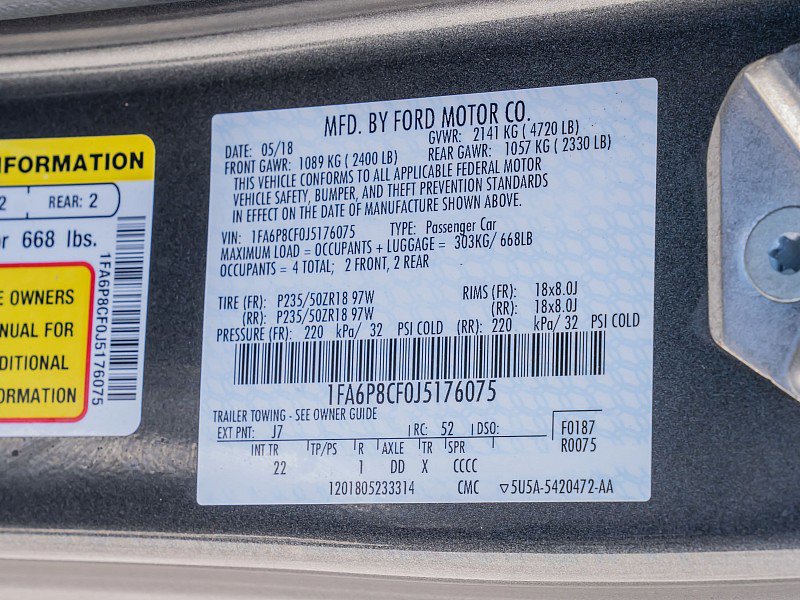 INFORMATION
2 REAR: 2
or 668 lbs.
E OWNERS
NUAL FOR
DITIONAL
ORMATION
1FA6P8CF0J5176075
MFD. BY FORD MOTOR CO.
DATE: 05/18 GVWR: 2141 KG ( 4720 LB)
FRONT GAWR: 1089 KG ( 2400 LB) REAR GAWR: 1057 KG ( 2330 LB)
THIS VEHICLE CONFORMS TO ALL APPLICABLE FEDERAL MOTOR
VEHICLE SAFETY, BUMPER, AND THEFT PREVENTION STANDARDS
IN EFFECT ON THE DATE OF MANUFACTURE SHOWN ABOVE.
VIN: 1FA6P8CF0J5176075 TYPE: Passenger Car
MAXIMUM LOAD = OCCUPANTS + LUGGAGE = 303KG/ 668LB
OCCUPANTS = 4 TOTAL; 2 FRONT, 2 REAR
TIRE (FR): P235/50ZR18 97W RIMS (FR): 18x8.0J
(RR): P235/50ZR18 97W (RR): 18x8.0J
PRESSURE (FR): 220 kPa/ 32 PSI COLD (RR): 220 kPa/ 32 PSI COLD
1FA6P8CF0J5176075
TRAILER TOWING - SEE OWNER GUIDE
EXT PNT: J7 RC: 52 DSO: F0187
R0075
INT TR TP/PS R AXLE TR SPR
22 1 DD X CCCC
1201805233314 CMC ▽5U5A-5420472-AA